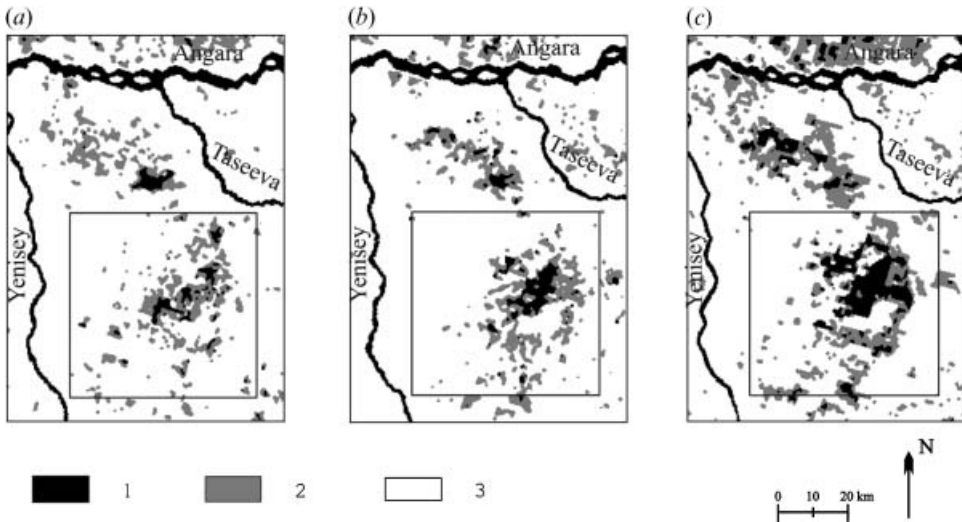 (a)
Angara
Taseeva
Yenisey
(b)
Angara
Taseeva
Yenisey
(c)
Angara
Taseeva
Yenisey
1
2
3
N
0 10 20 km